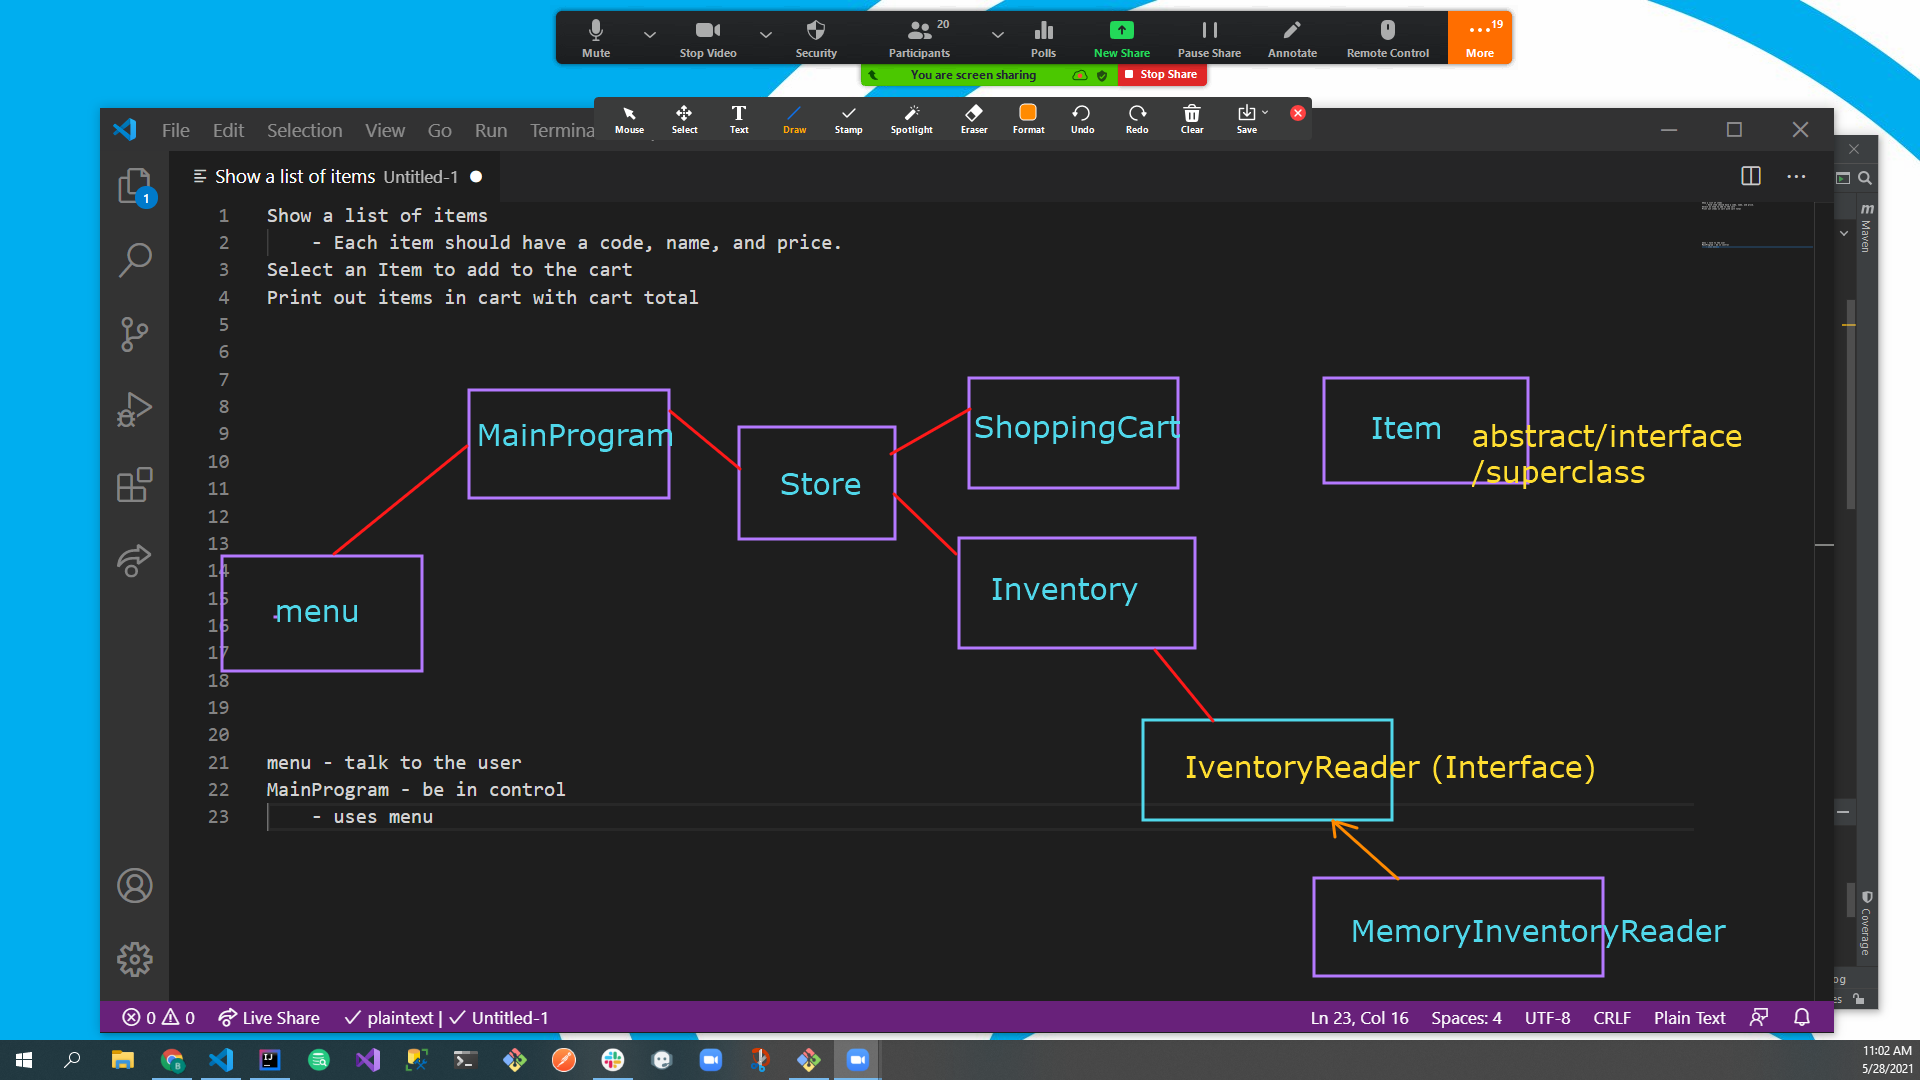 20
19
Mute
Stop Video
Security
Participants
Polls
New Share
Pause Share
Annotate
Remote Control
More
You are screen sharing
Stop Share
File Edit Selection View Go Run Termina
Mouse
Select
Text
Draw
Stamp
Spotlight
Eraser
Format
Undo
Redo
Clear
Save
Show a list of items Untitled-1
1
1 Show a list of items
2 - Each item should have a code, name, and price.
3 Select an Item to add to the cart
4 Print out items in cart with cart total
5
6
7
8
9
10
11
12
13
14
15
16
17
18
19
20
21 menu - talk to the user
22 MainProgram - be in control
23 - uses menu
MainProgram
Store
ShoppingCart
Item
abstract/interface
/superclass
menu
Inventory
IventoryReader (Interface)
MemoryInventoryReader
m
Maven
Coverage
og
es
0 0 Live Share plaintext | Untitled-1
Ln 23, Col 16 Spaces: 4 UTF-8 CRLF Plain Text
IJ
11:02 AM
5/28/2021